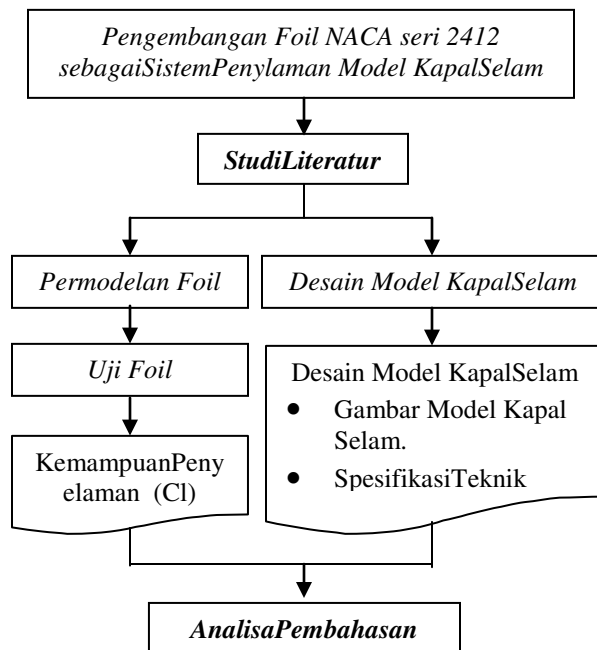 Pengembangan Foil NACA seri 2412
sebagaiSistemPenylaman Model KapalSelam
StudiLiteratur
Permodelan Foil
Desain Model KapalSelam
Uji Foil
Desain Model KapalSelam
● Gambar Model Kapal
Selam.
● SpesifikasiTeknik
KemampuanPeny
elaman (Cl)
AnalisaPembahasan